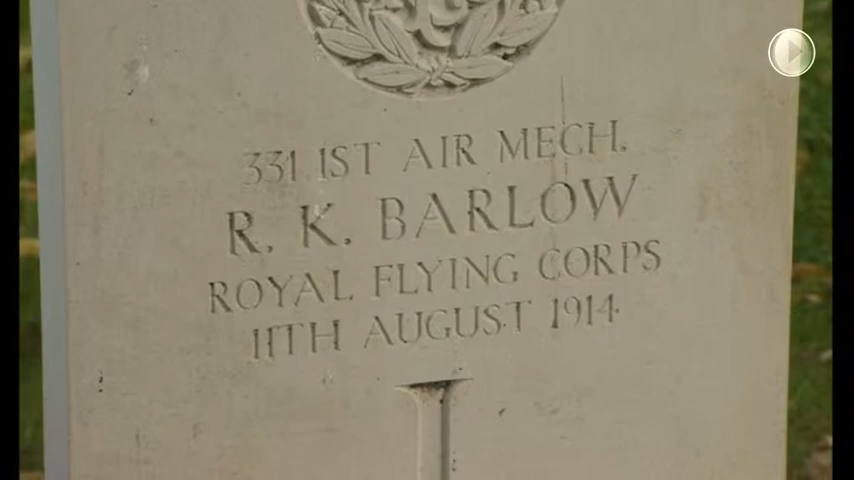 331 1ST AIR MECH.
R. K. BARLOW
ROYAL FLYING CORPS
11TH AUGUST 1914.